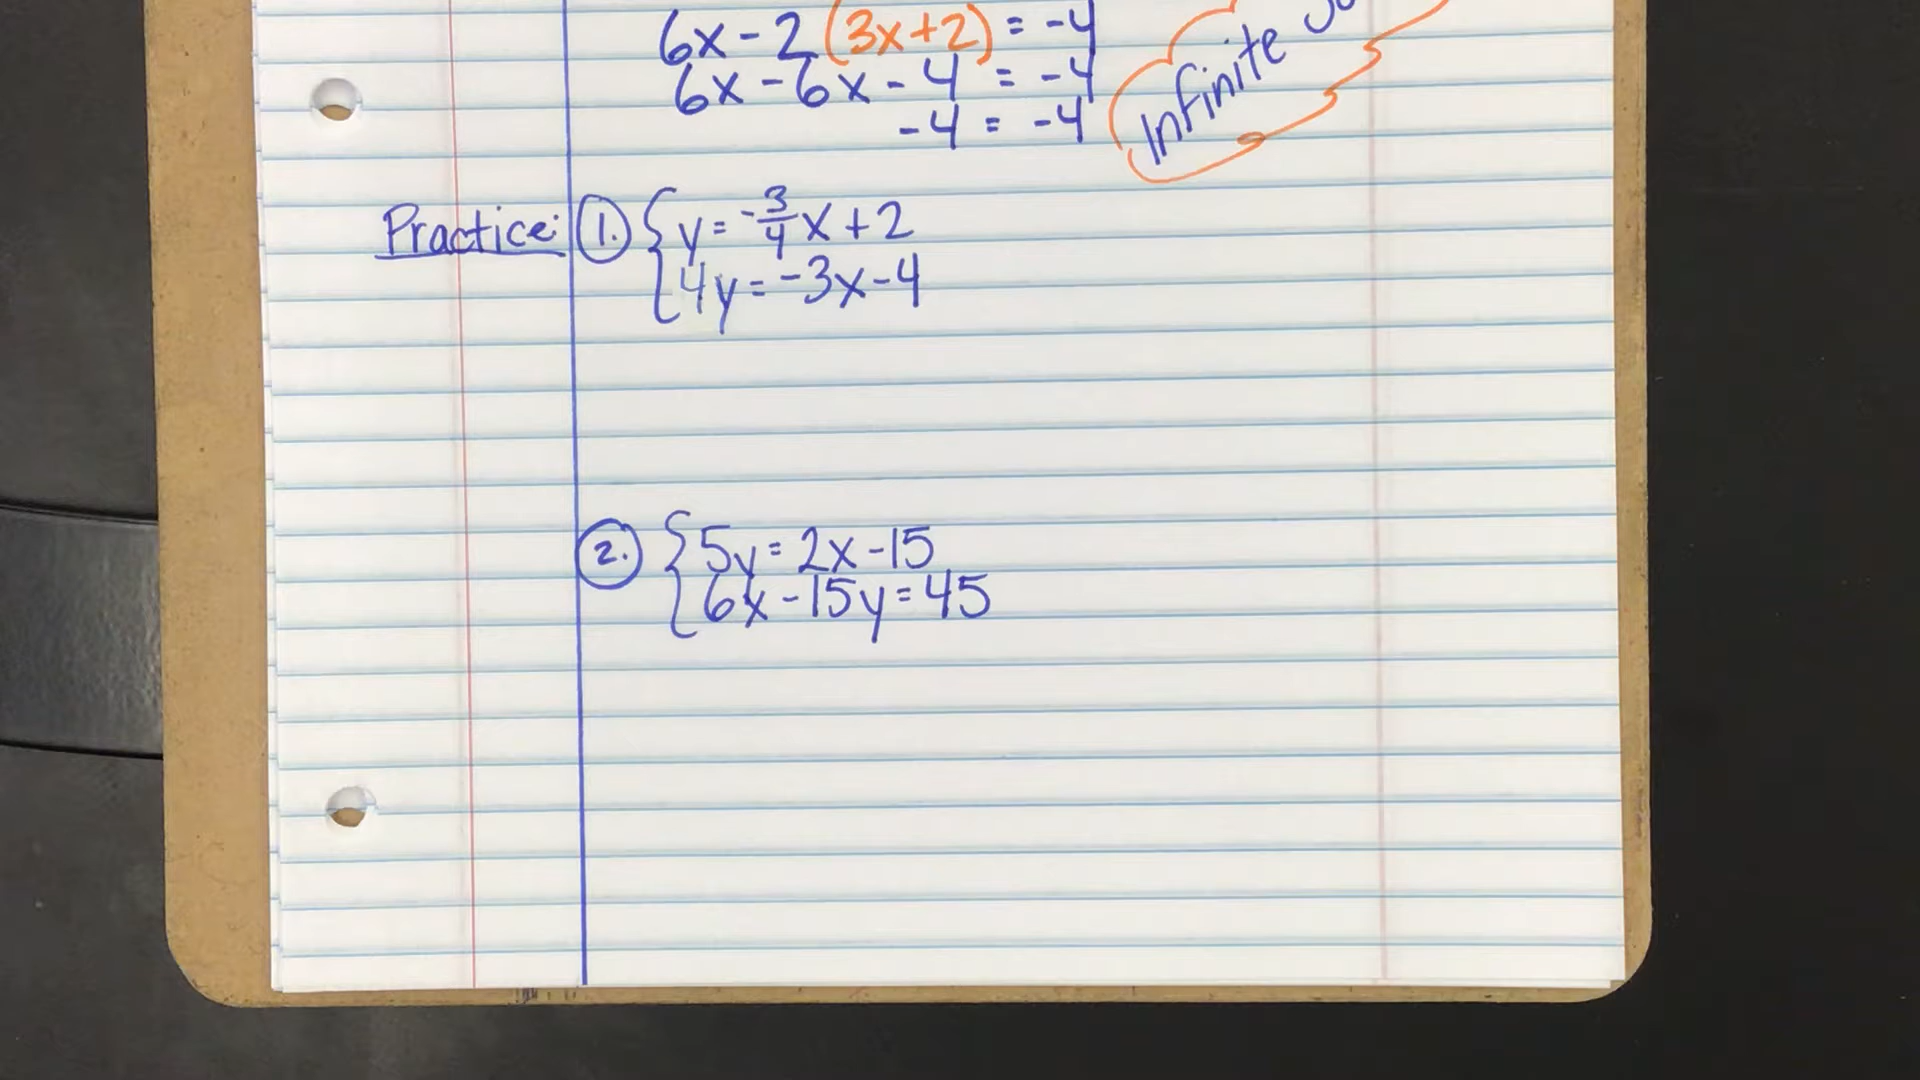 6x - 2(3x+2) = -4
6x - 6x - 4 = -4
-4 = -4
Infinite
Practice: 1. { y = -3/4 x + 2
4y = -3x - 4
2. { 5y = 2x - 15
6x - 15y = 45